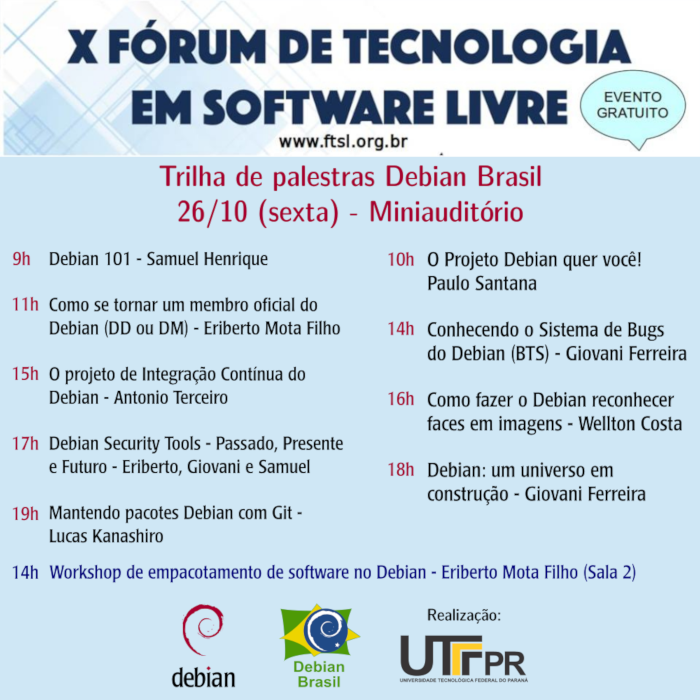 X FÓRUM DE TECNOLOGIA
EM SOFTWARE LIVRE
EVENTO
GRATUITO
www.ftsl.org.br
Trilha de palestras Debian Brasil
26/10 (sexta) - Miniauditório
9h Debian 101 - Samuel Henrique
10h O Projeto Debian quer você!
Paulo Santana
11h Como se tornar um membro oficial do
Debian (DD ou DM) - Eriberto Mota Filho
14h Conhecendo o Sistema de Bugs
do Debian (BTS) - Giovani Ferreira
15h O projeto de Integração Contínua do
Debian - Antonio Terceiro
16h Como fazer o Debian reconhecer
faces em imagens - Wellton Costa
17h Debian Security Tools - Passado, Presente
e Futuro - Eriberto, Giovani e Samuel
18h Debian: um universo em
construção - Giovani Ferreira
19h Mantendo pacotes Debian com Git -
Lucas Kanashiro
14h Workshop de empacotamento de software no Debian - Eriberto Mota Filho (Sala 2)
debian
Debian
Brasil
Realização:
UTFPR
UNIVERSIDADE TECNOLÓGICA FEDERAL DO PARANÁ